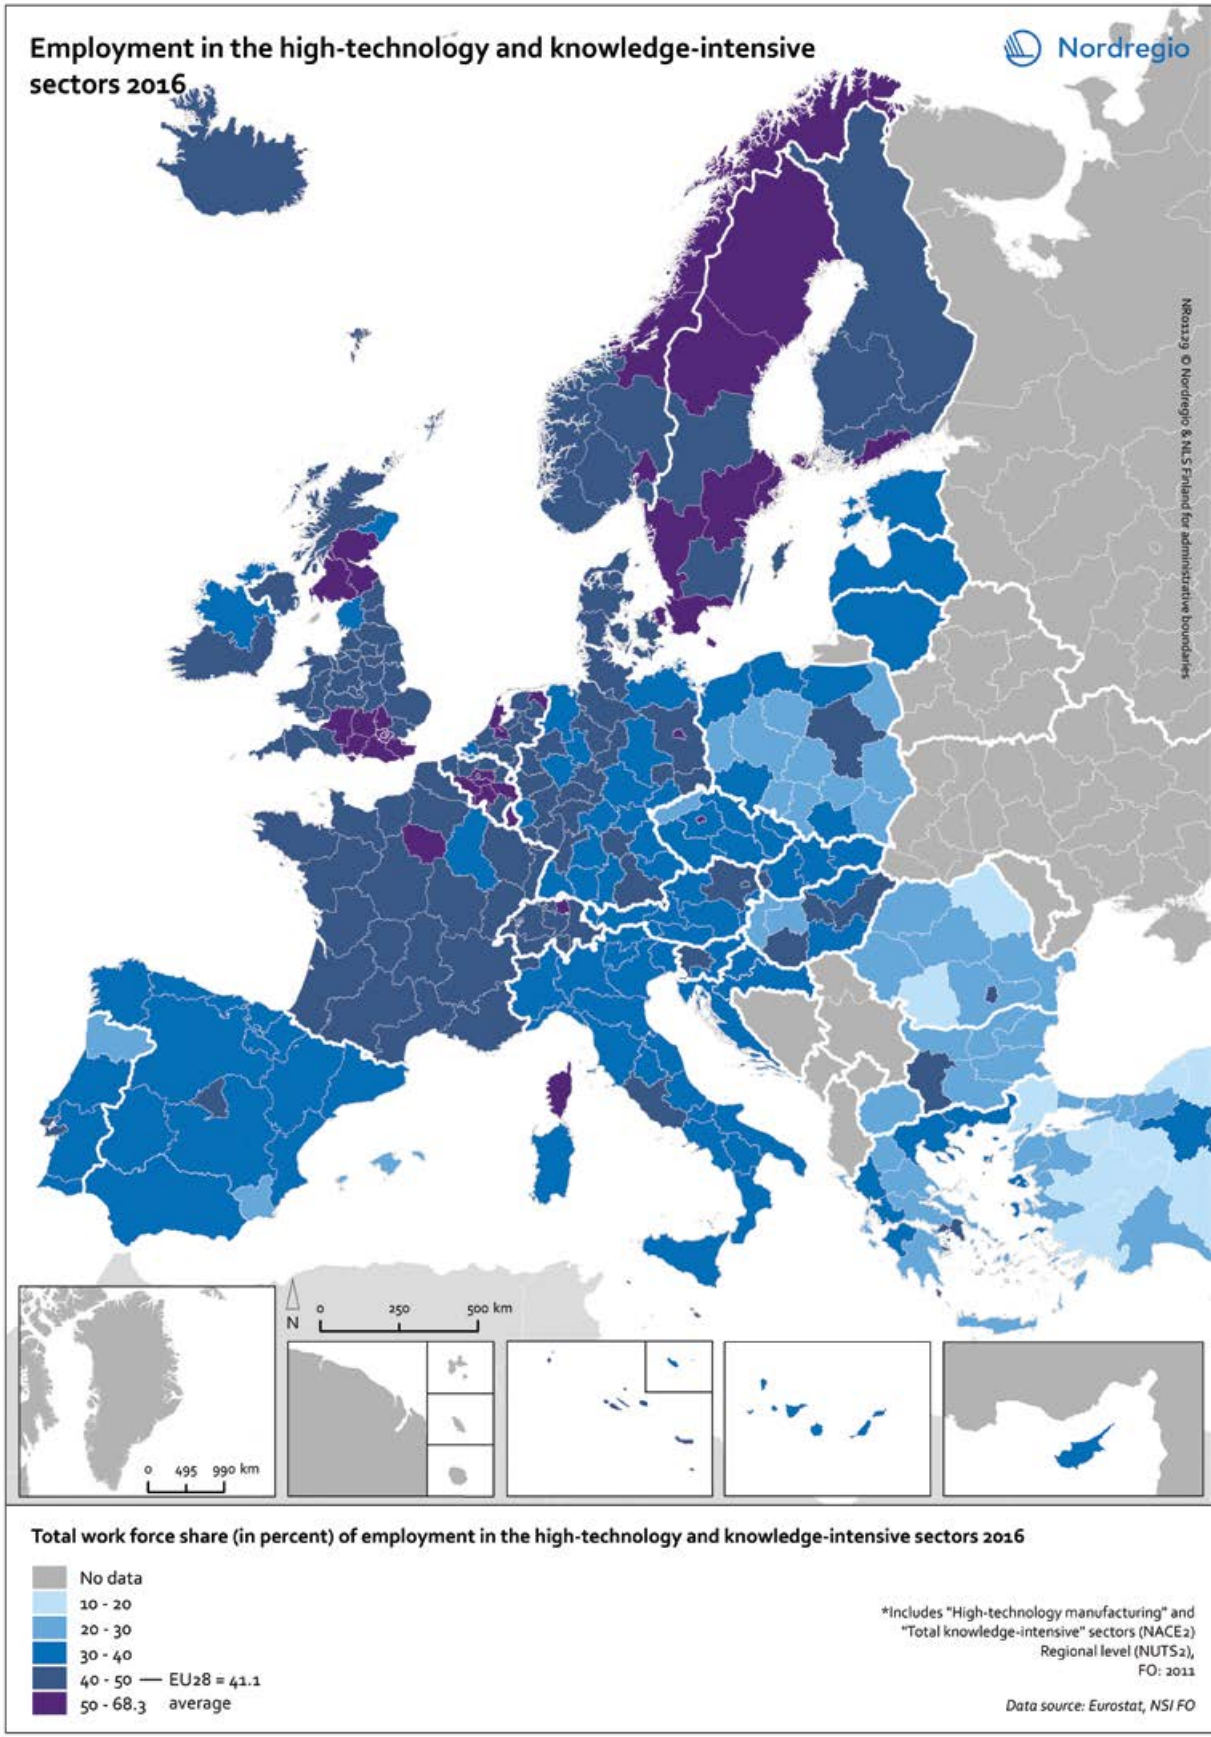 Employment in the high-technology and knowledge-intensive
sectors 2016
Nordregio
NR01129 © Nordregio & NLS Finland for administrative boundaries
N
0 250 500 km
0 495 990 km
Total work force share (in percent) of employment in the high-technology and knowledge-intensive sectors 2016
No data
10 - 20
20 - 30
30 - 40
40 - 50 — EU28 = 41.1
50 - 68.3 average
*Includes "High-technology manufacturing" and
"Total knowledge-intensive" sectors (NACE2)
Regional level (NUTS2),
FO: 2011
Data source: Eurostat, NSI FO